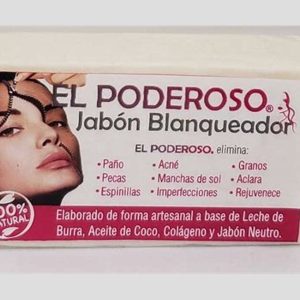 EL PODEROSO®
Jabón Blanqueador
EL PODEROSO. elimina:
• Paño • Acné • Granos
• Pecas • Manchas de sol • Aclara
• Espinillas • Imperfecciones • Rejuvenece
100%
NATURAL
Elaborado de forma artesanal a base de Leche de
Burra, Aceite de Coco, Colágeno y Jabón Neutro.